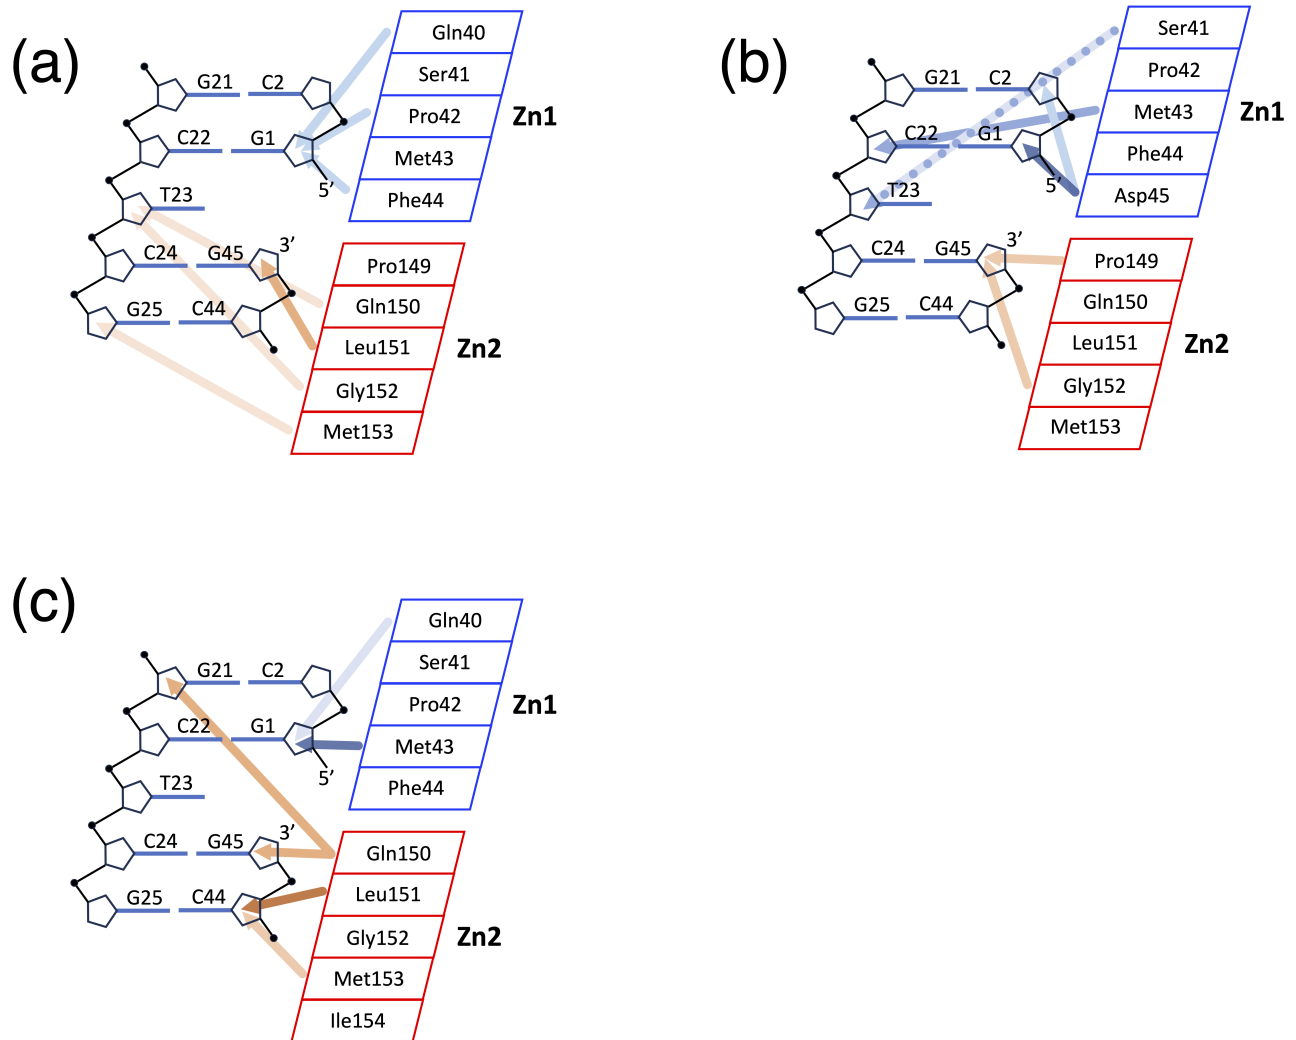 (a)
G21 C2
C22 G1
5’
T23
C24 G45 3’
G25 C44
Gln40
Ser41
Pro42
Met43
Phe44
Zn1
Pro149
Gln150
Leu151
Gly152
Met153
Zn2
(b)
G21 C2
C22 G1
5’
T23
C24 G45 3’
G25 C44
Ser41
Pro42
Met43
Phe44
Asp45
Zn1
Pro149
Gln150
Leu151
Gly152
Met153
Zn2
(c)
G21 C2
C22 G1
5’
T23
C24 G45 3’
G25 C44
Gln40
Ser41
Pro42
Met43
Phe44
Zn1
Gln150
Leu151
Gly152
Met153
Ile154
Zn2